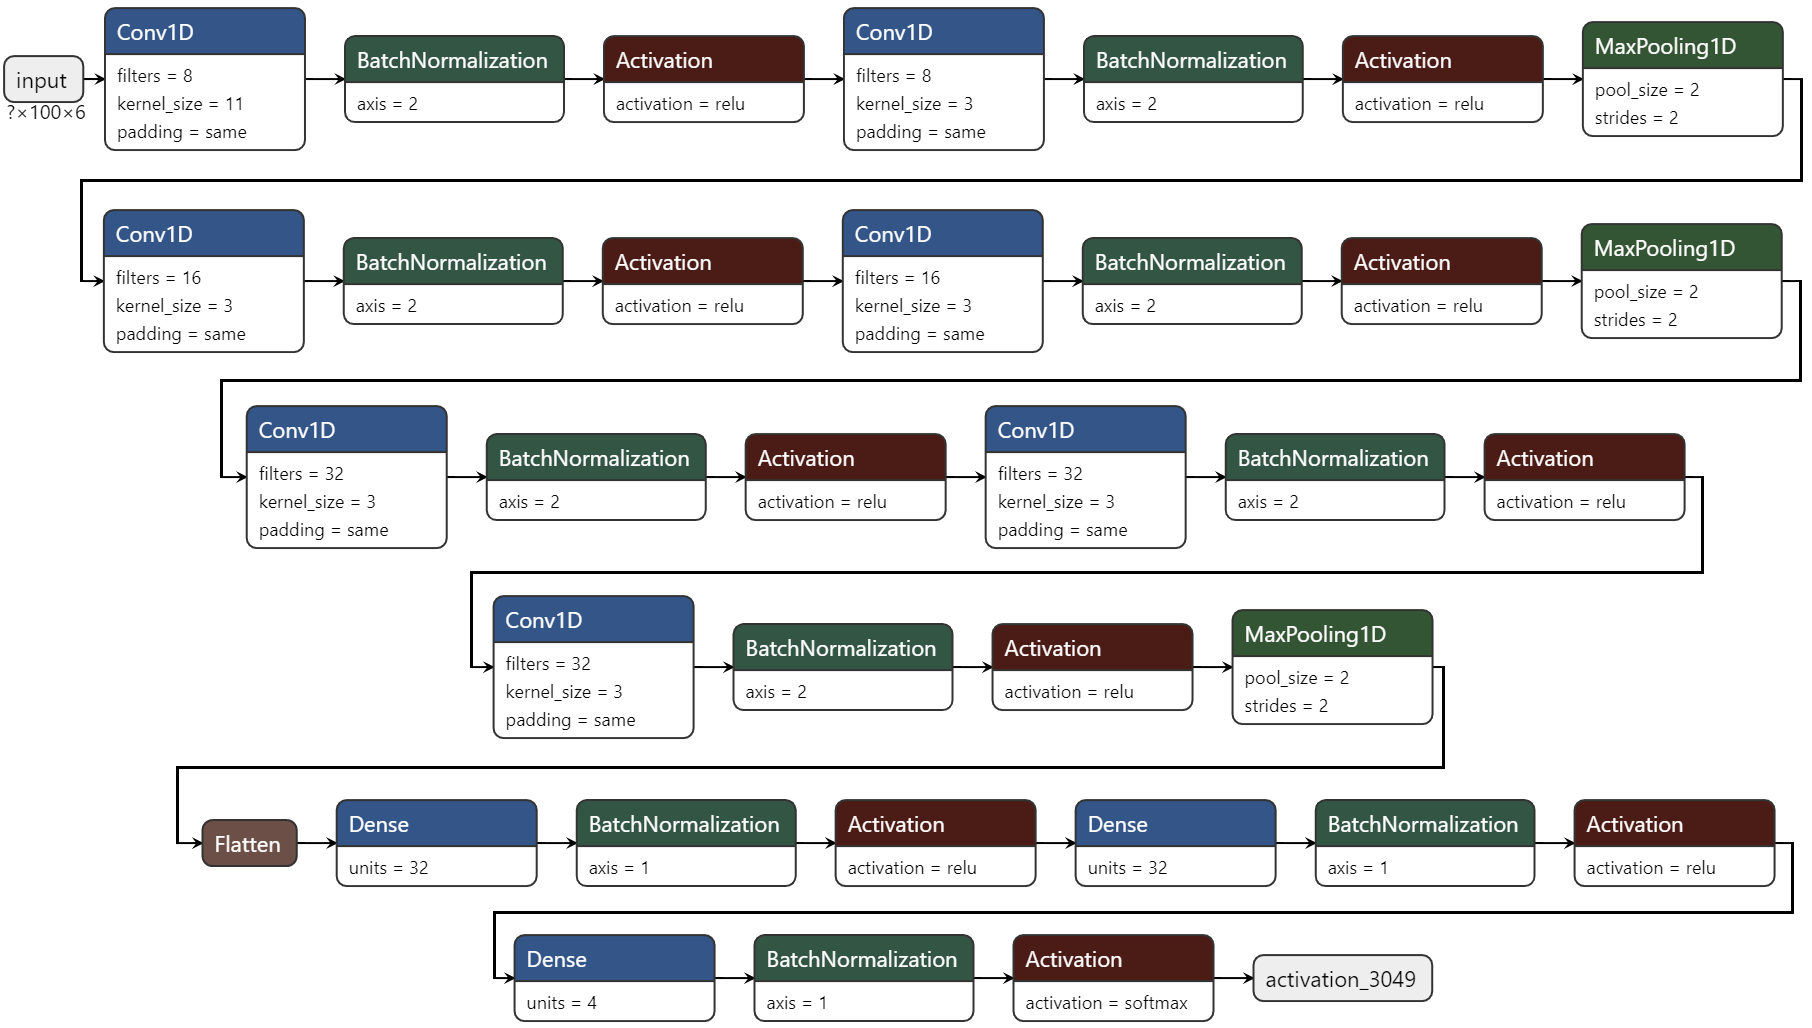 input
?×100×6
Conv1D
filters = 8
kernel_size = 11
padding = same
BatchNormalization
axis = 2
Activation
activation = relu
Conv1D
filters = 8
kernel_size = 3
padding = same
BatchNormalization
axis = 2
Activation
activation = relu
MaxPooling1D
pool_size = 2
strides = 2
Conv1D
filters = 16
kernel_size = 3
padding = same
BatchNormalization
axis = 2
Activation
activation = relu
Conv1D
filters = 16
kernel_size = 3
padding = same
BatchNormalization
axis = 2
Activation
activation = relu
MaxPooling1D
pool_size = 2
strides = 2
Conv1D
filters = 32
kernel_size = 3
padding = same
BatchNormalization
axis = 2
Activation
activation = relu
Conv1D
filters = 32
kernel_size = 3
padding = same
BatchNormalization
axis = 2
Activation
activation = relu
Conv1D
filters = 32
kernel_size = 3
padding = same
BatchNormalization
axis = 2
Activation
activation = relu
MaxPooling1D
pool_size = 2
strides = 2
Flatten
Dense
units = 32
BatchNormalization
axis = 1
Activation
activation = relu
Dense
units = 32
BatchNormalization
axis = 1
Activation
activation = relu
Dense
units = 4
BatchNormalization
axis = 1
Activation
activation = softmax
activation_3049